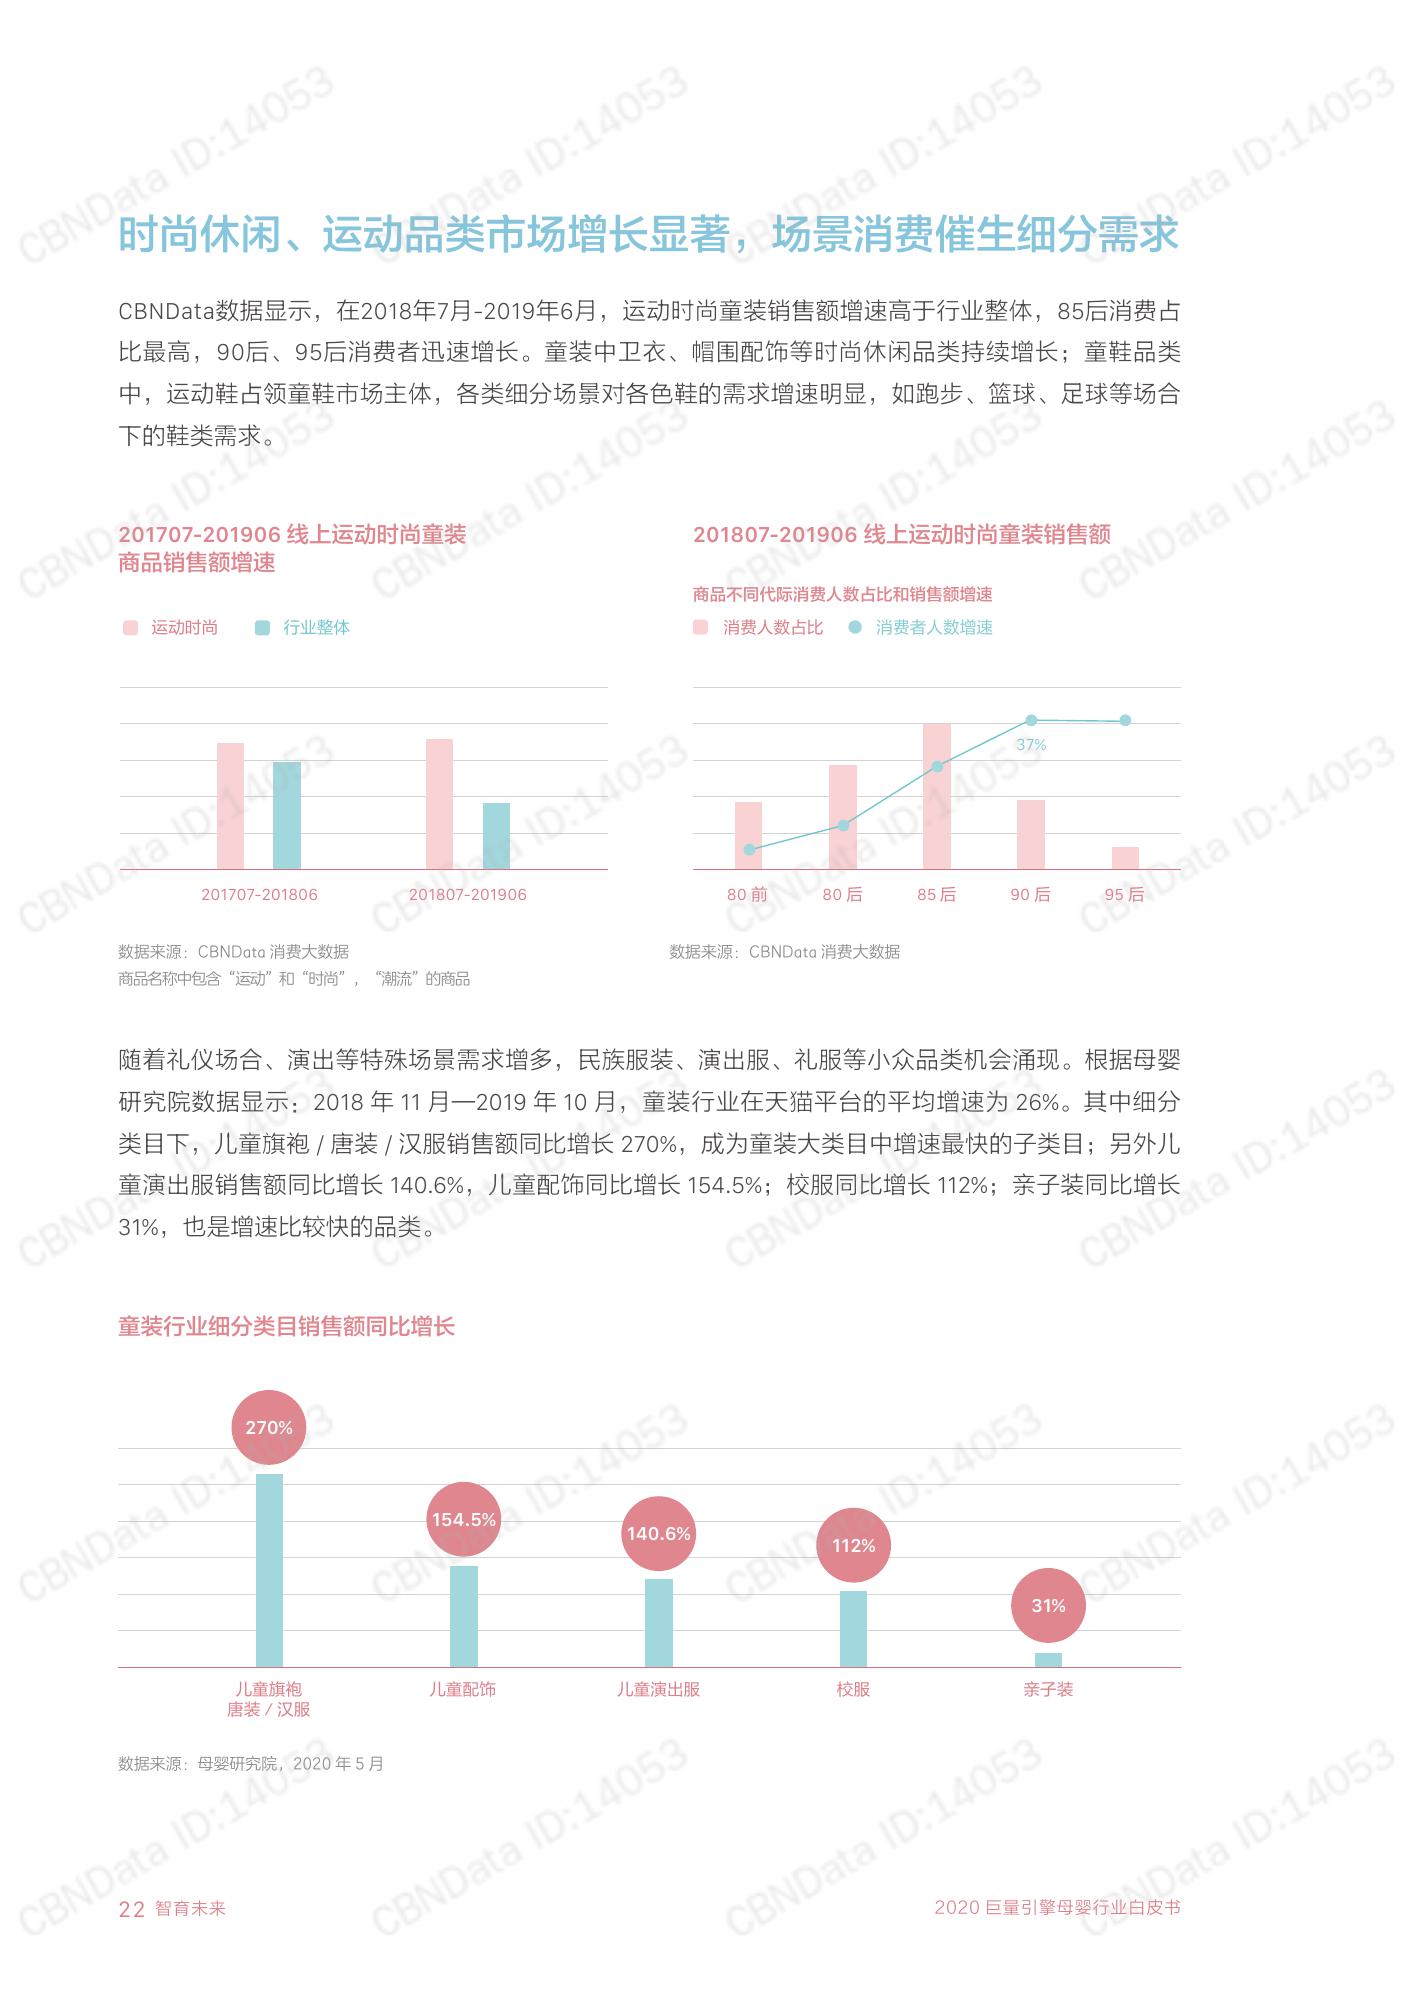 时尚休闲、运动品类市场增长显著，场景消费催生细分需求
CBNData数据显示，在2018年7月-2019年6月，运动时尚童装销售额增速高于行业整体，85后消费占
比最高，90后、95后消费者迅速增长。童装中卫衣、帽围配饰等时尚休闲品类持续增长；童鞋品类
中，运动鞋占领童鞋市场主体，各类细分场景对各色鞋的需求增速明显，如跑步、篮球、足球等场合
下的鞋类需求。
201707-201906 线上运动时尚童装
商品销售额增速
运动时尚 行业整体
201707-201806 201807-201906
数据来源：CBNData 消费大数据
商品名称中包含“运动”和“时尚”，“潮流”的商品
201807-201906 线上运动时尚童装销售额
商品不同代际消费人数占比和销售额增速
消费人数占比 消费者人数增速
37%
80 前 80 后 85 后 90 后 95 后
数据来源：CBNData 消费大数据
随着礼仪场合、演出等特殊场景需求增多，民族服装、演出服、礼服等小众品类机会涌现。根据母婴
研究院数据显示：2018 年 11 月—2019 年 10 月，童装行业在天猫平台的平均增速为 26%。其中细分
类目下，儿童旗袍 / 唐装 / 汉服销售额同比增长 270%，成为童装大类目中增速最快的子类目；另外儿
童演出服销售额同比增长 140.6%，儿童配饰同比增长 154.5%；校服同比增长 112%；亲子装同比增长
31%，也是增速比较快的品类。
童装行业细分类目销售额同比增长
270% 154.5% 140.6% 112% 31%
儿童旗袍 儿童配饰 儿童演出服 校服 亲子装
唐装 / 汉服
数据来源：母婴研究院，2020 年 5 月
22 智育未来
2020 巨量引擎母婴行业白皮书
CBNData ID:14053